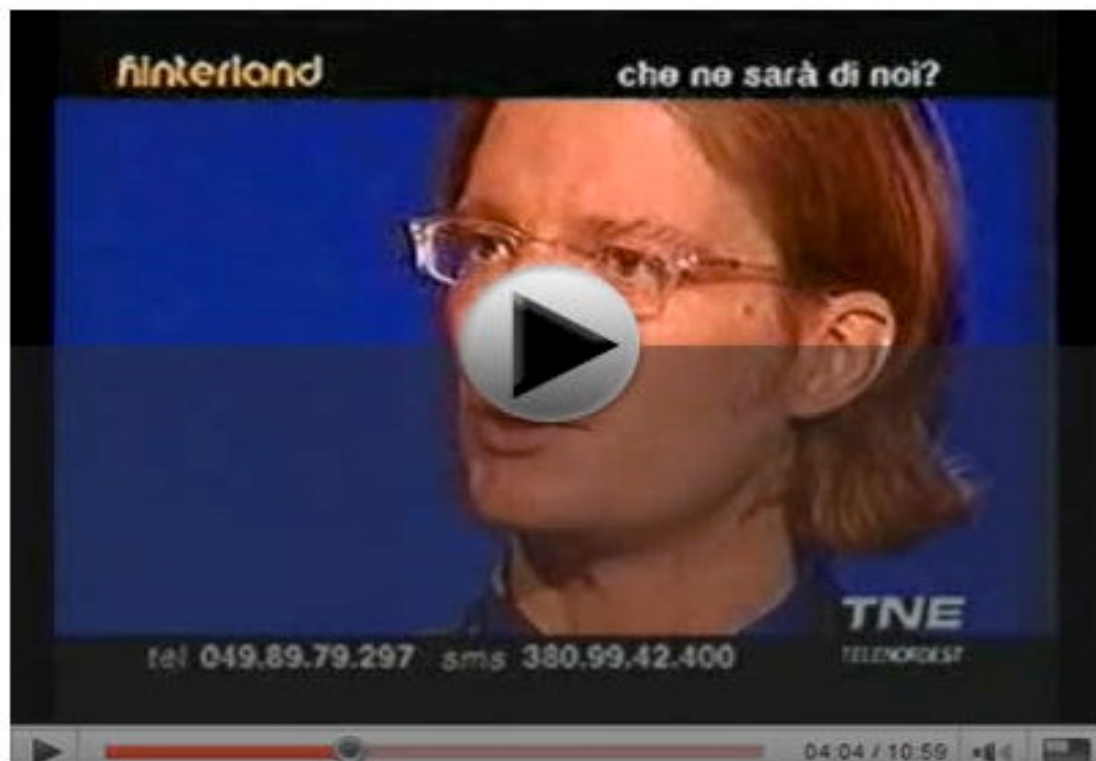 hinterland
che ne sarà di noi?
TNE
TELENORDEST
tel 049.89.79.297 sms 380.99.42.400
04:04 / 10:59